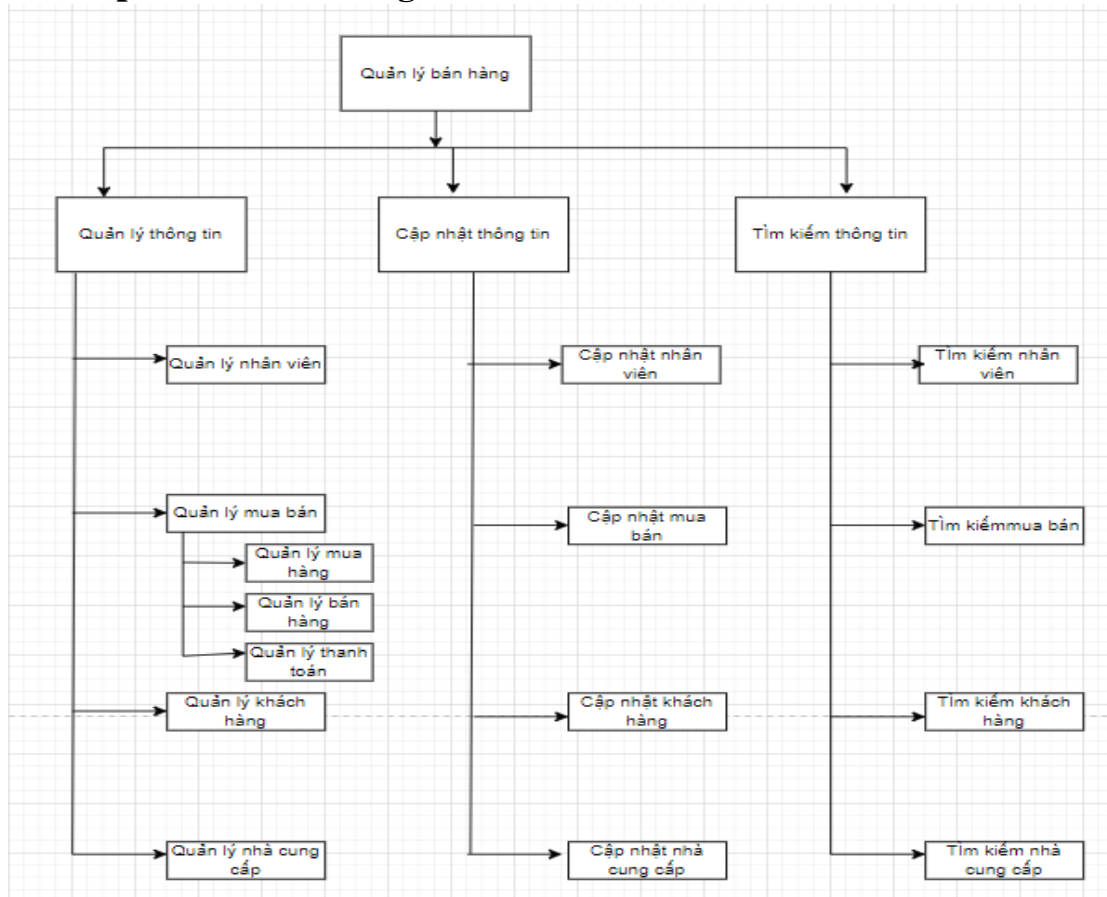 Quản lý bán hàng
Quản lý thông tin
Cập nhật thông tin
TÌm kiếm thông tin
Quản lý nhân viên
Cập nhật nhân
viên
TÌm kiếm nhân
viên
Quản lý mua bán
Cập nhật mua
bán
TÌm kiếmmua bán
Quản lý mua
hàng
Quản lý bán
hàng
Quản lý thanh
toán
Quản lý khách
hàng
Cập nhật khách
hàng
TÌm kiếm khách
hàng
Quản lý nhà cung
cấp
Cập nhật nhà
cung cấp
TÌm kiếm nhà
cung cấp